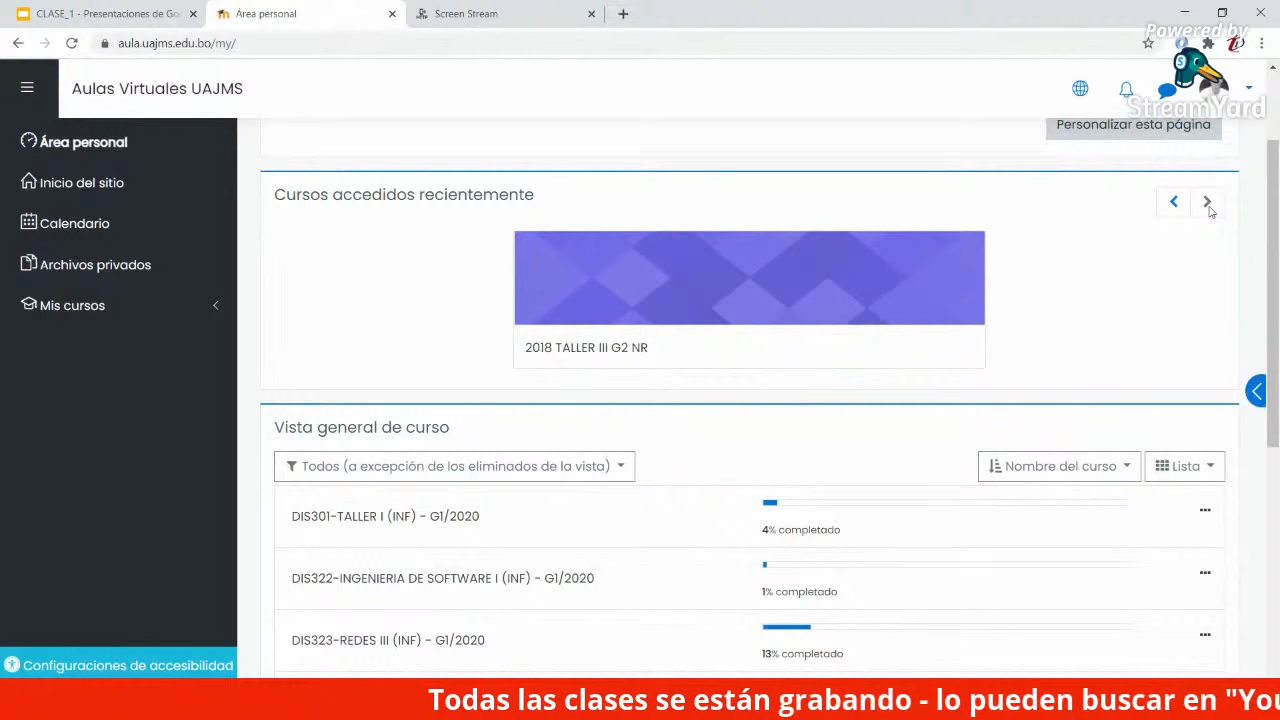 CLASE_1 - Presentaciones de Go
Área personal
Screen Stream
aula.uajms.edu.bo/my/
Powered by
StreamYard
Aulas Virtuales UAJMS
Personalizar esta página
Área personal
Inicio del sitio
Calendario
Archivos privados
Mis cursos
Configuraciones de accesibilidad
Cursos accedidos recientemente
2018 TALLER III G2 NR
Vista general de curso
Todos (a excepción de los eliminados de la vista)
Nombre del curso
Lista
DIS301-TALLER I (INF) - G1/2020
4% completado
DIS322-INGENIERIA DE SOFTWARE I (INF) - G1/2020
1% completado
DIS323-REDES III (INF) - G1/2020
13% completado
Todas las clases se están grabando - lo pueden buscar en "You